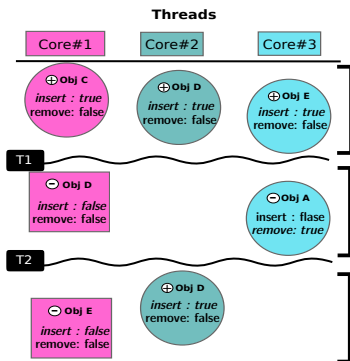 Threads
Core#1 Core#2 Core#3
Obj C
insert : true
remove: false
Obj D
insert : true
remove: false
Obj E
insert : true
remove: false
T1
Obj D
insert : false
remove: false
Obj A
insert : flase
remove: true
T2
Obj D
insert : true
remove: false
Obj E
insert : false
remove: false